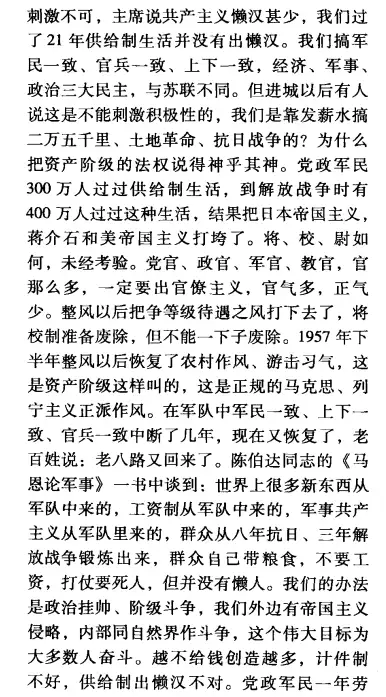 刺激不可，主席说共产主义懒汉甚少，我们过
了 21 年供给制生活并没有出懒汉。我们搞军
民一致、官兵一致、上下一致，经济、军事、
政治三大民主，与苏联不同。但进城以后有人
说这是不能刺激积极性的，我们是靠发薪水搞
二万五千里、土地革命、抗日战争的？为什么
把资产阶级的法权说得神乎其神。党政军民
300 万人过过供给制生活，到解放战争时有
400 万人过过这种生活，结果把日本帝国主义，
蒋介石和美帝国主义打垮了。将、校、尉如
何，未经考验。党官、政官、军官、教官，官
那么多，一定要出官僚主义，官气多，正气
少。整风以后把争等级待遇之风打下去了，将
校制准备废除，但不能一下子废除。1957 年下
半年整风以后恢复了农村作风、游击习气，这
是资产阶级这样叫的，这是正规的马克思、列
宁主义正派作风。在军队中军民一致、上下一
致、官兵一致中断了几年，现在又恢复了，老
百姓说：老八路又回来了。陈伯达同志的《马
恩论军事》一书中谈到：世界上很多新东西从
军队中来的，工资制从军队中来的，军事共产
主义从军队里来的，群众从八年抗日、三年解
放战争锻炼出来，群众自己带粮食，不要工
资，打仗要死人，但并没有懒人。我们的办法
是政治挂帅、阶级斗争，我们外边有帝国主义
侵略，内部同自然界作斗争，这个伟大目标为
大多数人奋斗。越不给钱创造越多，计件制
不好，供给制出懒汉不对。党政军民一年劳